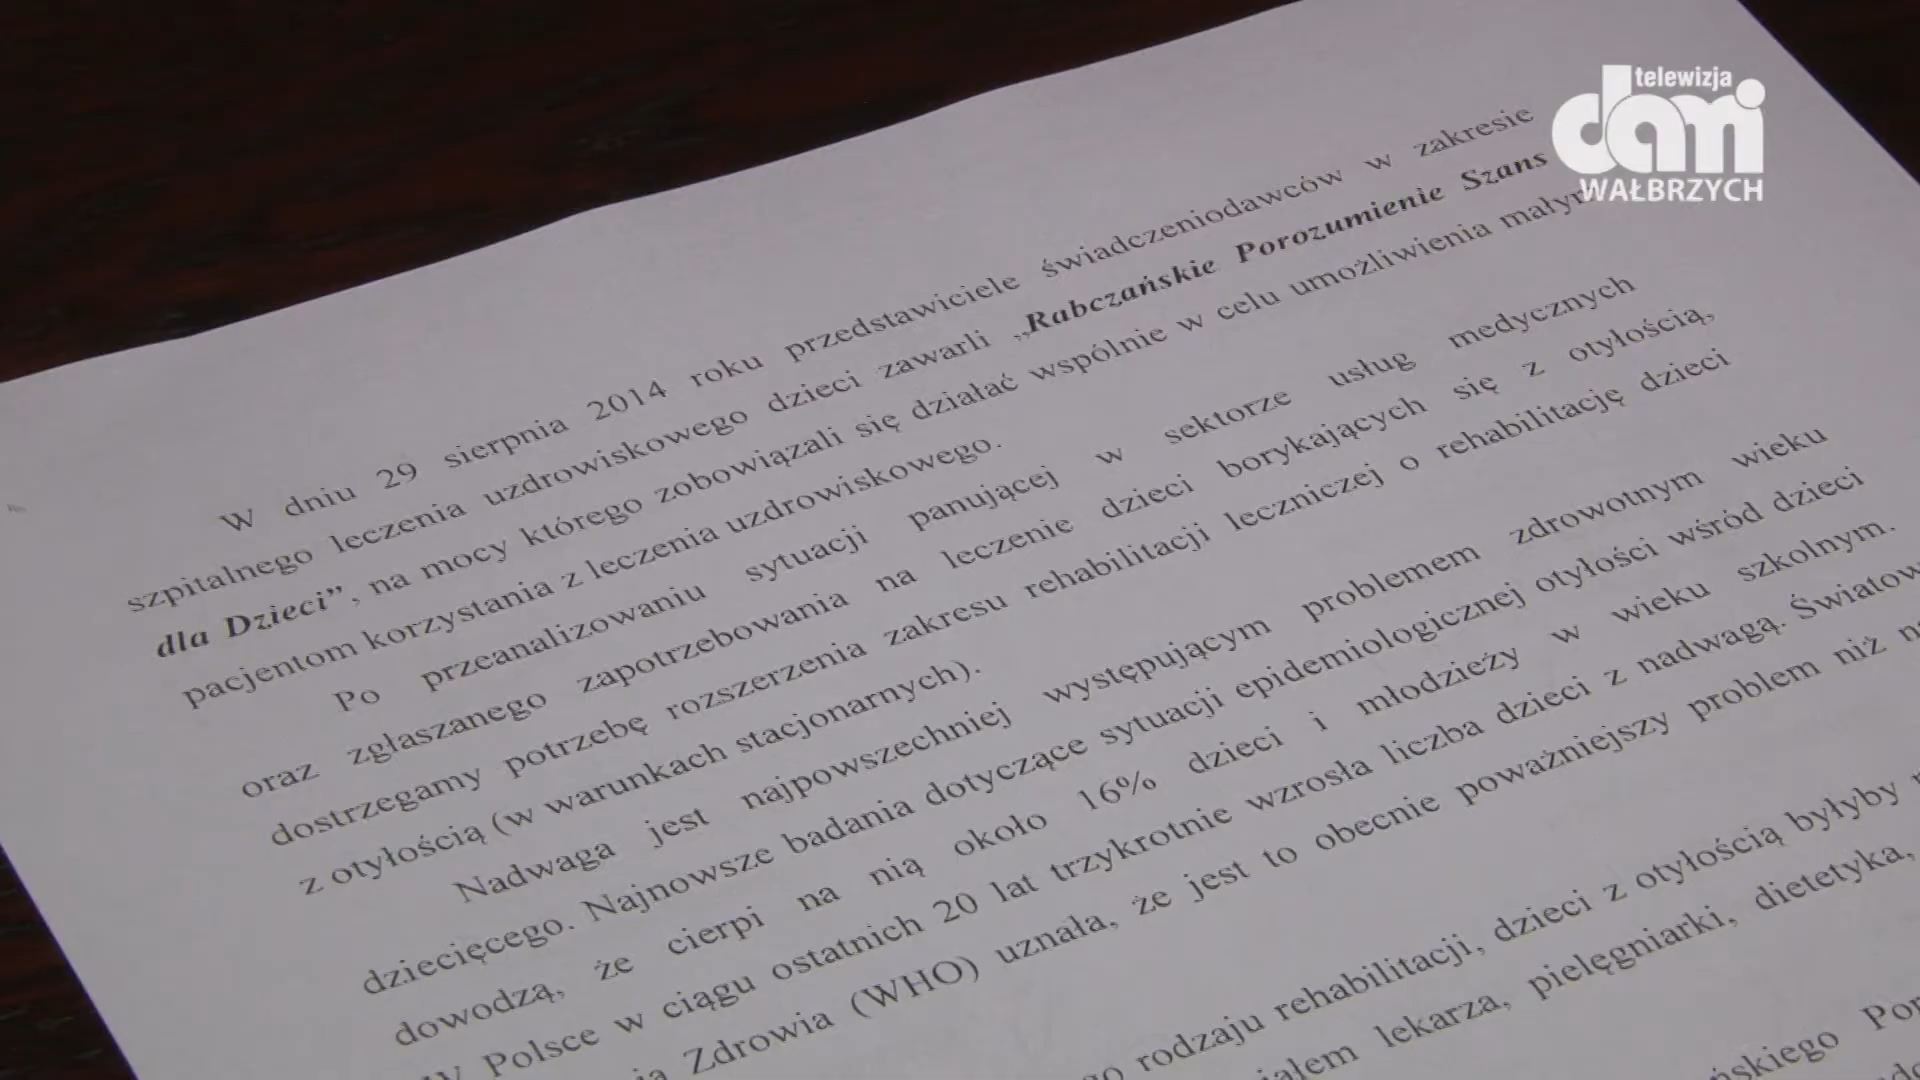 telewizja
dami
WAŁBRZYCH
W dniu 29 sierpnia 2014 roku przedstawiciele świadczeniodawców w zakresie
szpitalnego leczenia uzdrowiskowego dzieci zawarli „Rabczańskie Porozumienie Szans
dla Dzieci”, na mocy którego zobowiązali się działać wspólnie w celu umożliwienia małym
pacjentom korzystania z leczenia uzdrowiskowego.
Po przeanalizowaniu sytuacji panującej w sektorze usług medycznych
oraz zgłaszanego zapotrzebowania na leczenie dzieci borykających się z otyłością,
dostrzegamy potrzebę rozszerzenia zakresu rehabilitacji leczniczej o rehabilitację dzieci
z otyłością (w warunkach stacjonarnych).
Nadwaga jest najpowszechniej występującym problemem zdrowotnym wieku
dziecięcego. Najnowsze badania dotyczące sytuacji epidemiologicznej otyłości wśród dzieci
dowodzą, że cierpi na nią około 16% dzieci i młodzieży w wieku szkolnym.
W Polsce w ciągu ostatnich 20 lat trzykrotnie wzrosła liczba dzieci z nadwagą. Światow
Zdrowia (WHO) uznała, że jest to obecnie poważniejszy problem niż
rodzaju rehabilitacji, dzieci z otyłością byłyby
lekarza, pielęgniarki, dietetyka,